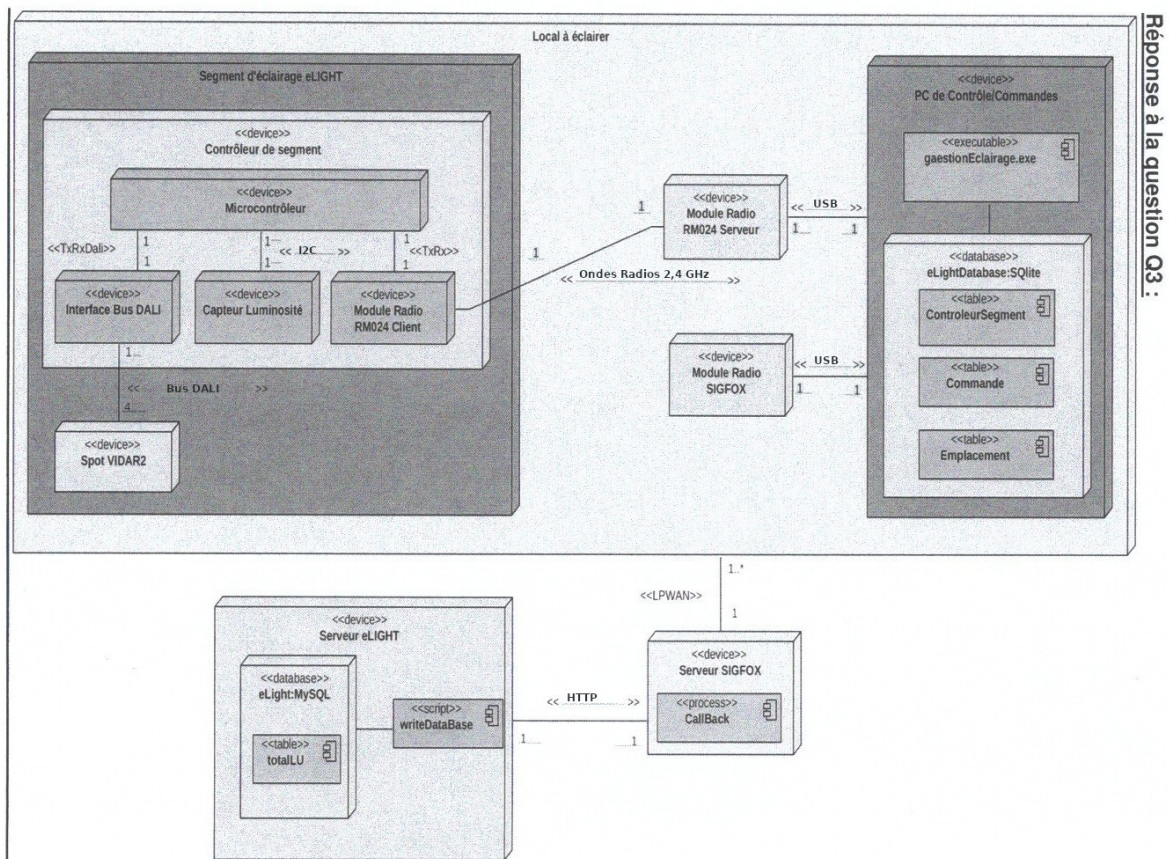 Réponse à la question Q3 :
Local à éclairer
Segment d'éclairage eLIGHT
<<device>>
Contrôleur de segment
<<device>>
Microcontrôleur
<<TxRxDali>>
1
1
1
1...
<< I2C >>
1
1
<<TxRx>>
<<device>>
Interface Bus DALI
<<device>>
Capteur Luminosité
<<device>>
Module Radio
RM024 Client
1...
<< Bus DALI >>
4
<<device>>
Spot VIDAR2
1
1
<< Ondes Radios 2,4 GHz >>
<<device>>
Module Radio
RM024 Serveur
<< USB >>
1
1
<<device>>
Module Radio
SIGFOX
<< USB >>
1
1
<<device>>
PC de Contrôle/Commandes
<<executable>>
gaestionEclairage.exe
<<database>>
eLightDatabase:SQlite
<<table>>
ControleurSegment
<<table>>
Commande
<<table>>
Emplacement
1..*
<<LPWAN>>
1
<<device>>
Serveur eLIGHT
<<database>>
eLight:MySQL
<<table>>
totalLU
<<script>>
writeDataBase
<< HTTP >>
1
1
<<device>>
Serveur SIGFOX
<<process>>
CallBack